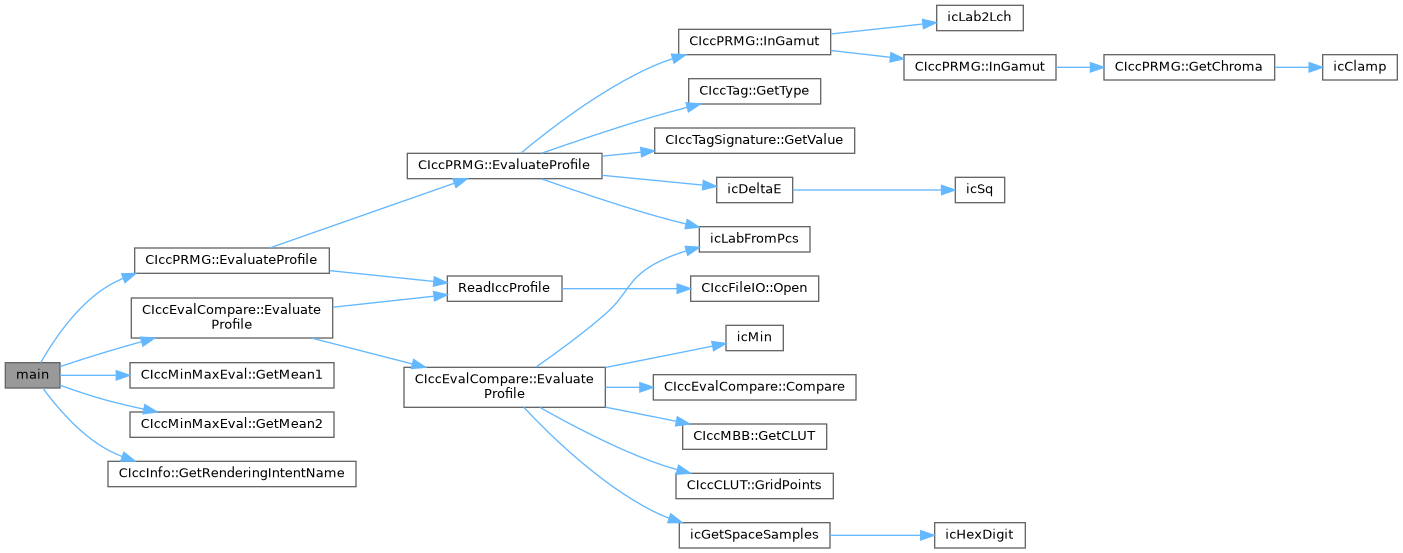 main
CIccPRMG::EvaluateProfile
CIccEvalCompare::Evaluate
Profile
CIccMinMaxEval::GetMean1
CIccMinMaxEval::GetMean2
CIccInfo::GetRenderingIntentName
CIccPRMG::EvaluateProfile
ReadIccProfile
CIccEvalCompare::Evaluate
Profile
CIccPRMG::InGamut
CIccTag::GetType
CIccTagSignature::GetValue
icDeltaE
icLabFromPcs
CIccFileIO::Open
icMin
CIccEvalCompare::Compare
CIccMBB::GetCLUT
CIccCLUT::GridPoints
icGetSpaceSamples
icLab2Lch
CIccPRMG::InGamut
icSq
icHexDigit
CIccPRMG::GetChroma
icClamp